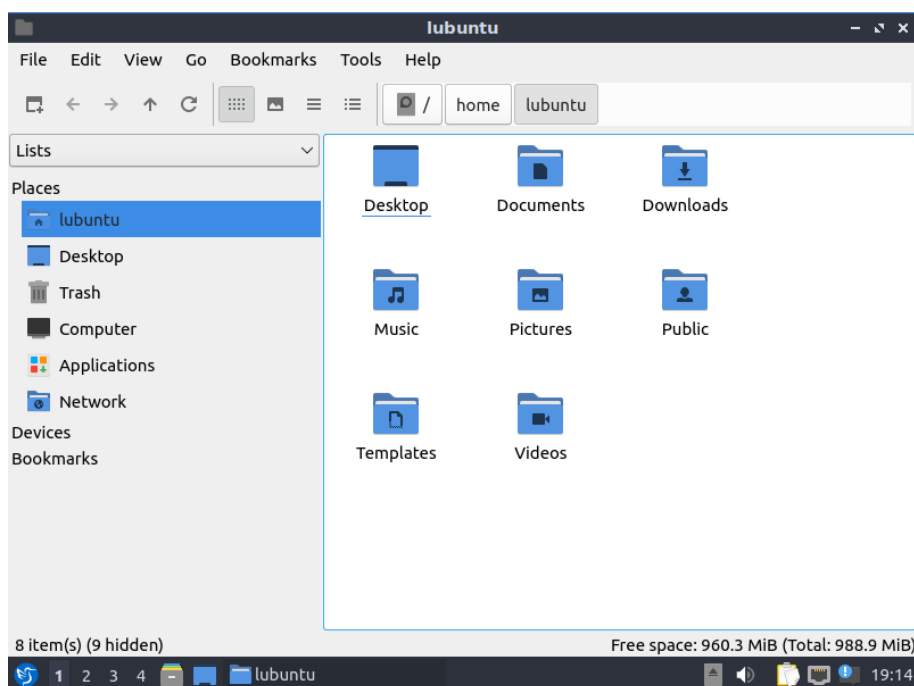 lubuntu
File Edit View Go Bookmarks Tools Help
/ home lubuntu
Lists
Places
lubuntu
Desktop
Trash
Computer
Applications
Network
Devices
Bookmarks
Desktop Documents Downloads
Music Pictures Public
Templates Videos
8 item(s) (9 hidden) Free space: 960.3 MiB (Total: 988.9 MiB)
1 2 3 4 lubuntu 19:14